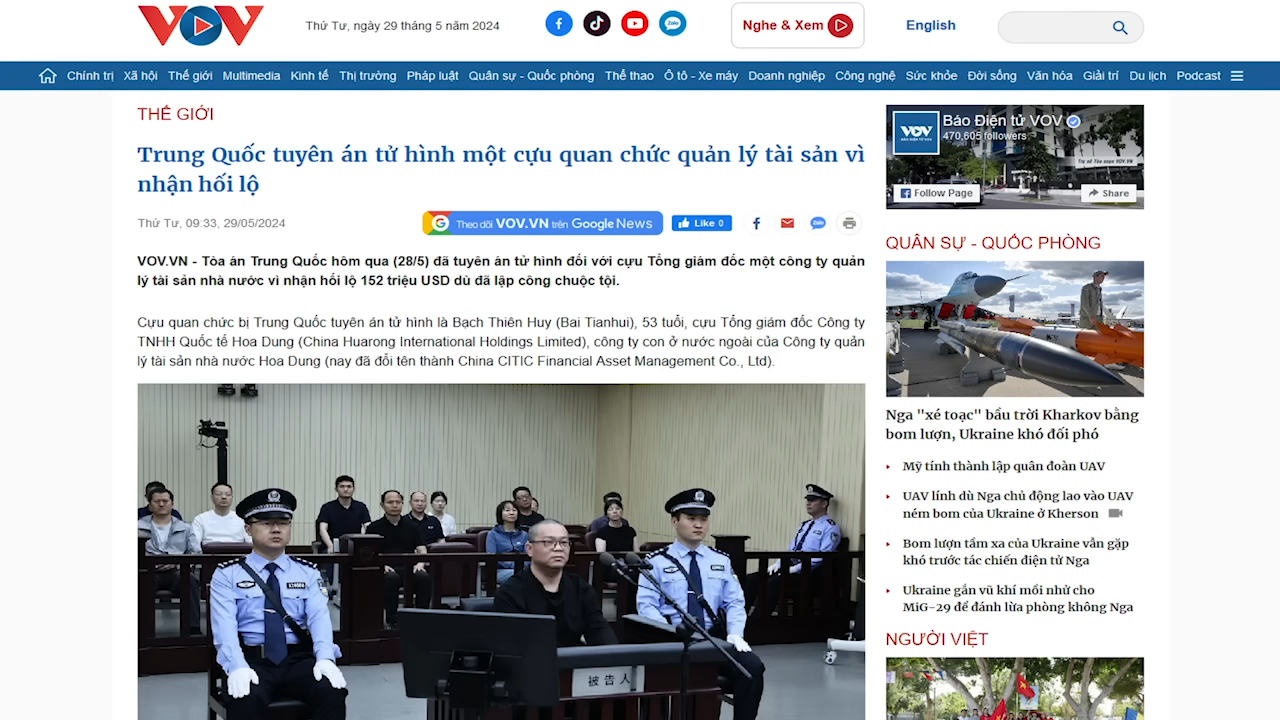 VOV
Thứ Tư, ngày 29 tháng 5 năm 2024
Zalo
Nghe & Xem
English
Chính trị Xã hội Thế giới Multimedia Kinh tế Thị trường Pháp luật Quân sự - Quốc phòng Thể thao Ô tô - Xe máy Doanh nghiệp Công nghệ Sức khỏe Đời sống Văn hóa Giải trí Du lịch Podcast
THẾ GIỚI
Trung Quốc tuyên án tử hình một cựu quan chức quản lý tài sản vì
nhận hối lộ
Thứ Tư, 09:33, 29/05/2024
Theo dõi VOV.VN trên Google News
Like 0
Zalo
VOV.VN - Tòa án Trung Quốc hôm qua (28/5) đã tuyên án tử hình đối với cựu Tổng giám đốc một công ty quản
lý tài sản nhà nước vì nhận hối lộ 152 triệu USD dù đã lập công chuộc tội.
Cựu quan chức bị Trung Quốc tuyên án tử hình là Bạch Thiên Huy (Bai Tianhui), 53 tuổi, cựu Tổng giám đốc Công ty
TNHH Quốc tế Hoa Dung (China Huarong International Holdings Limited), công ty con ở nước ngoài của Công ty quản
lý tài sản nhà nước Hoa Dung (nay đã đổi tên thành China CITIC Financial Asset Management Co., Ltd).
被告人
VOV
BÁO ĐIỆN TỬ VOV
Báo Điện tử VOV
470,605 followers
Trụ sở Tòa soạn VOV.VN
Follow Page
Share
QUÂN SỰ - QUỐC PHÒNG
Nga "xé toạc" bầu trời Kharkov bằng
bom lượn, Ukraine khó đối phó
Mỹ tính thành lập quân đoàn UAV
UAV lính dù Nga chủ động lao vào UAV
ném bom của Ukraine ở Kherson
Bom lượn tầm xa của Ukraine vẫn gặp
khó trước tác chiến điện tử Nga
Ukraine gắn vũ khí mồi nhử cho
MiG-29 để đánh lừa phòng không Nga
NGƯỜI VIỆT